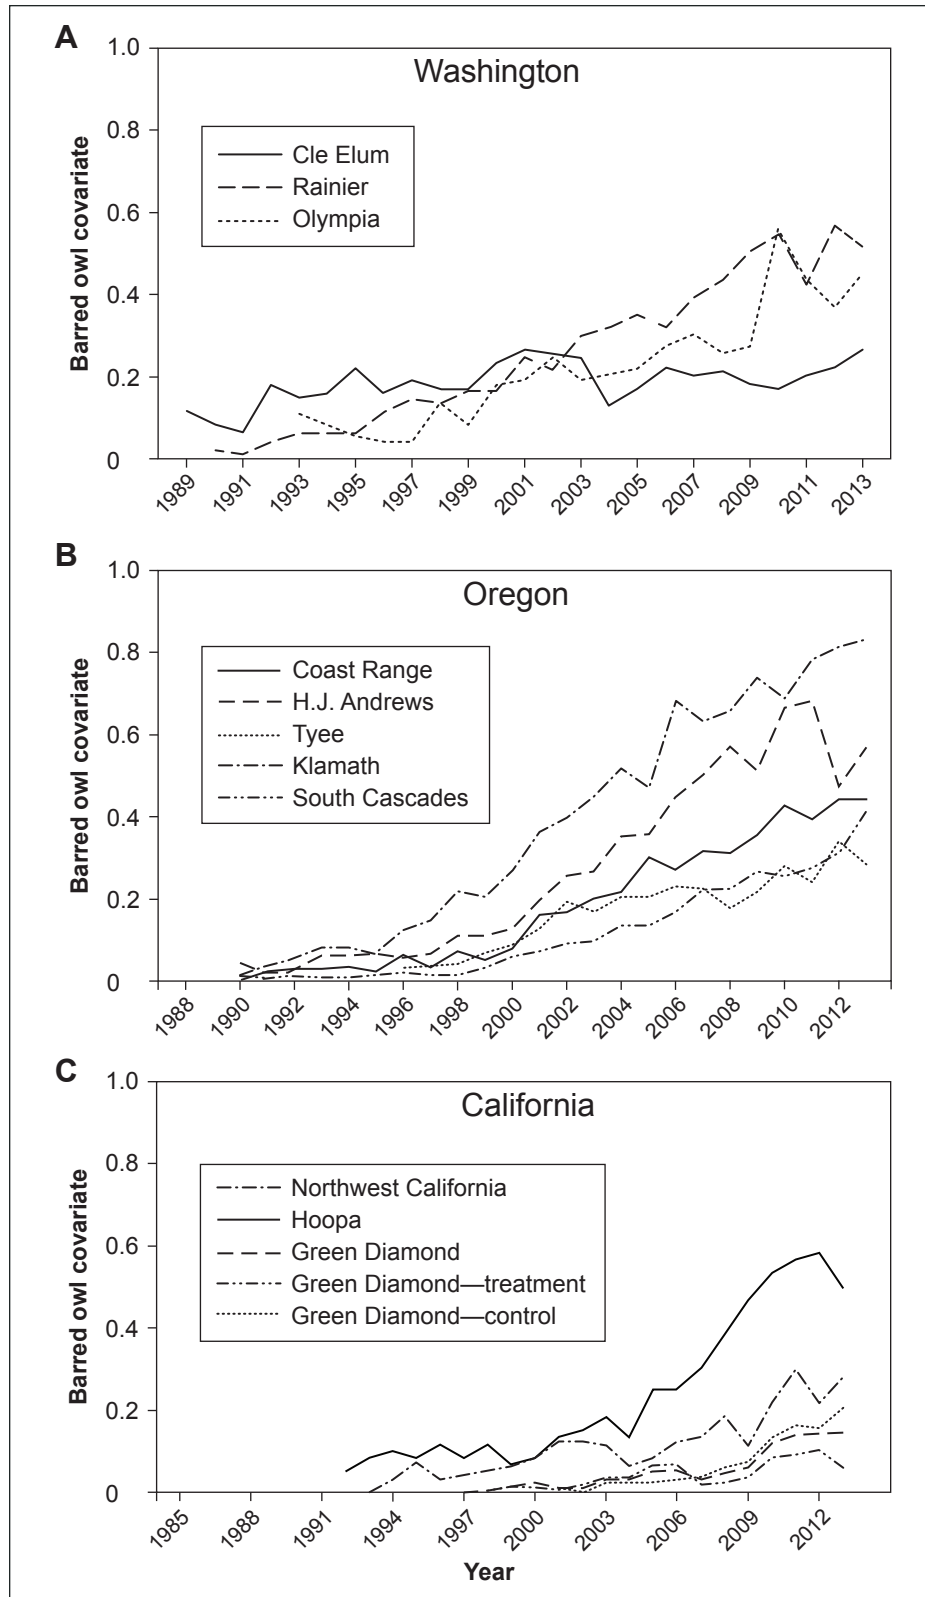 A
Washington
Barred owl covariate
1.0
0.8
0.6
0.4
0.2
0
Cle Elum
Rainier
Olympia
1989 1991 1993 1995 1997 1999 2001 2003 2005 2007 2009 2011 2013
B
Oregon
Barred owl covariate
1.0
0.8
0.6
0.4
0.2
0
Coast Range
H.J. Andrews
Tyee
Klamath
South Cascades
1988 1990 1992 1994 1996 1998 2000 2002 2004 2006 2008 2010 2012
C
California
Barred owl covariate
1.0
0.8
0.6
0.4
0.2
0
Northwest California
Hoopa
Green Diamond
Green Diamond—treatment
Green Diamond—control
1985 1988 1991 1994 1997 2000 2003 2006 2009 2012
Year